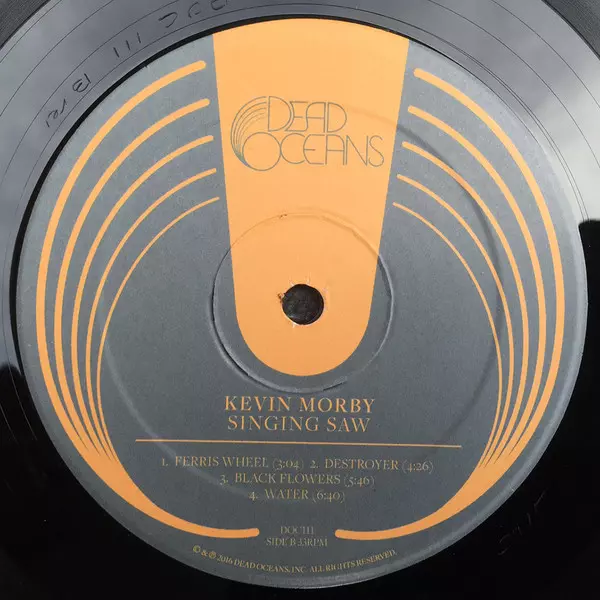 DEAD
OCEANS
KEVIN MORBY
SINGING SAW
1. FERRIS WHEEL (3:04) 2. DESTROYER (4:26)
3. BLACK FLOWERS (5:46)
4. WATER (6:40)
DOC111
SIDE B 33RPM
© & ℗ 2016 DEAD OCEANS, INC. ALL RIGHTS RESERVED.